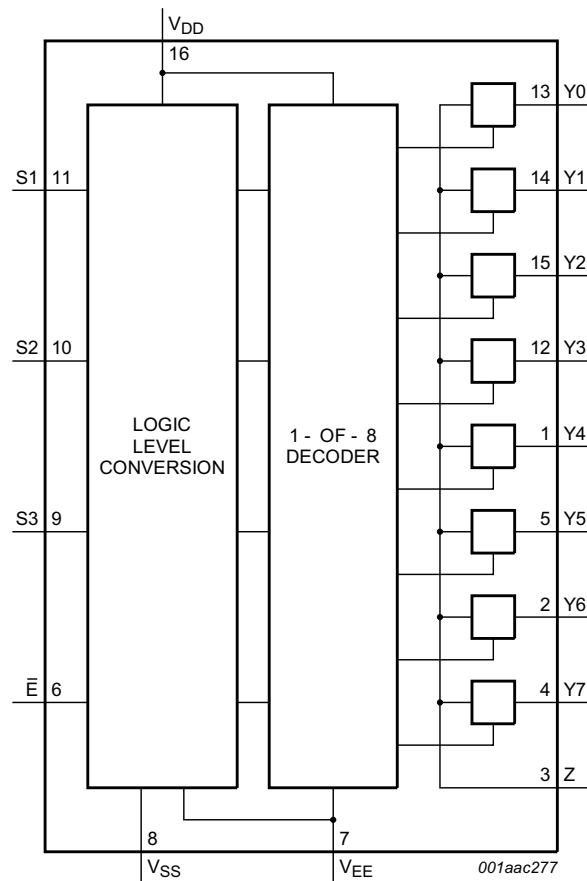 VDD
16
13 Y0
S1 11
14 Y1
15 Y2
S2 10
12 Y3
LOGIC
LEVEL
CONVERSION
1 - OF - 8
DECODER
1 Y4
S3 9
5 Y5
2 Y6
E̅ 6
4 Y7
3 Z
8
7
VSS
VEE
001aac277